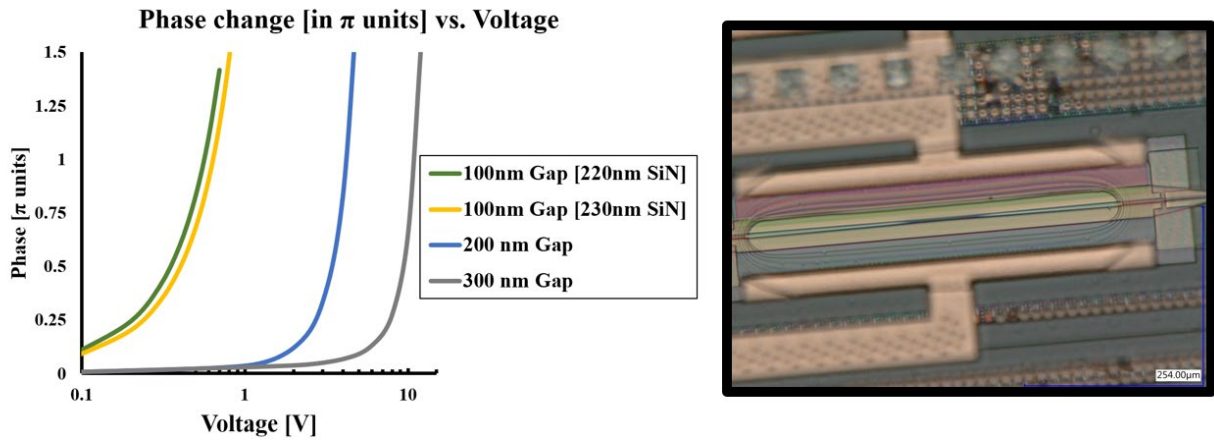 Phase change [in π units] vs. Voltage
Phase [π units]
1.5
1.25
1
0.75
0.5
0.25
0
0.1
1
10
Voltage [V]
100nm Gap [220nm SiN]
100nm Gap [230nm SiN]
200 nm Gap
300 nm Gap
254.00μm